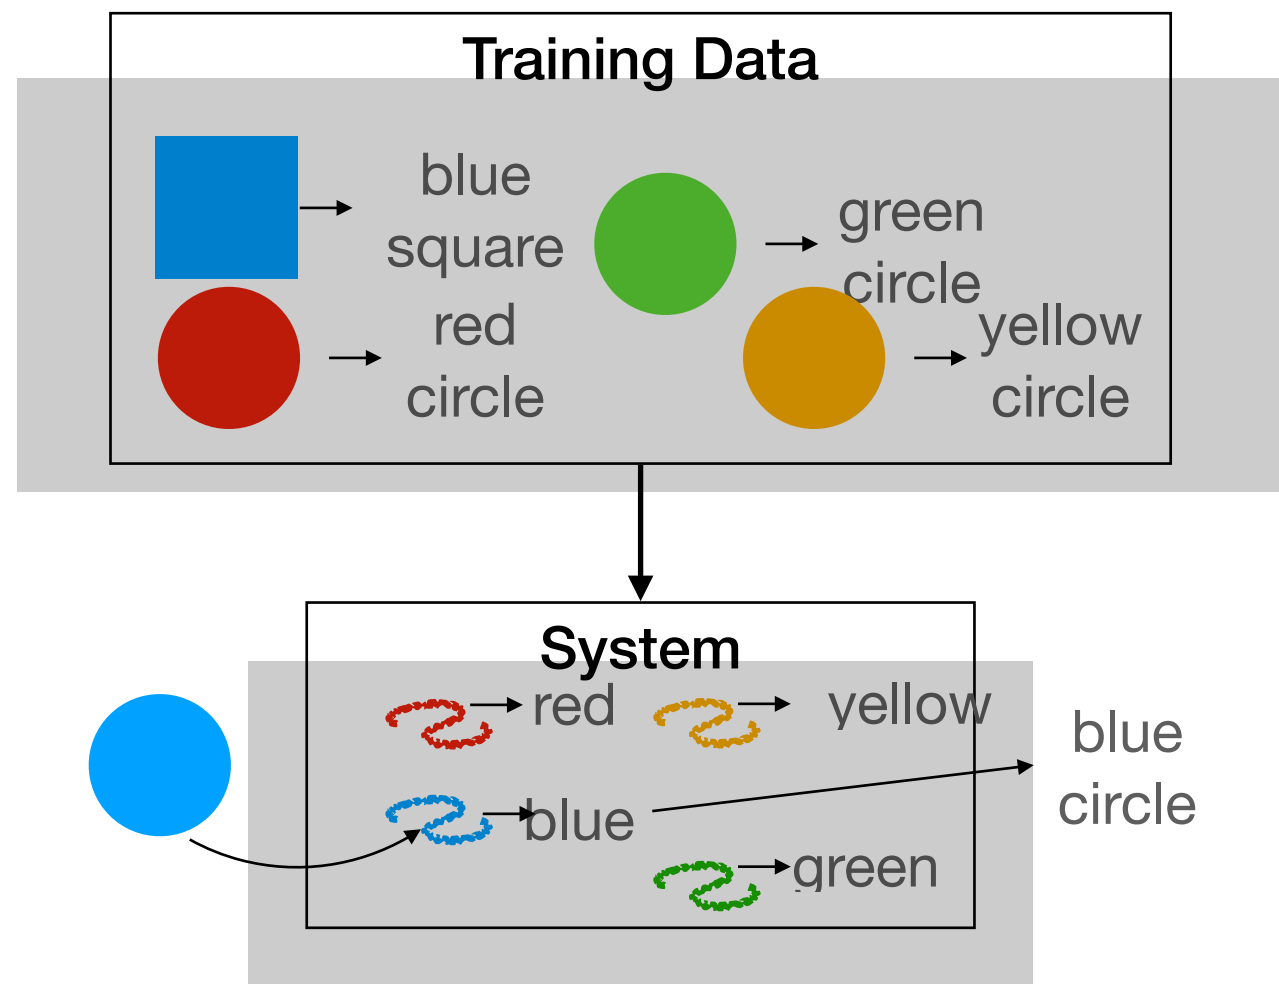 Training Data
blue
square
green
circle
red
circle
yellow
circle
System
red
yellow
blue
green
blue
circle